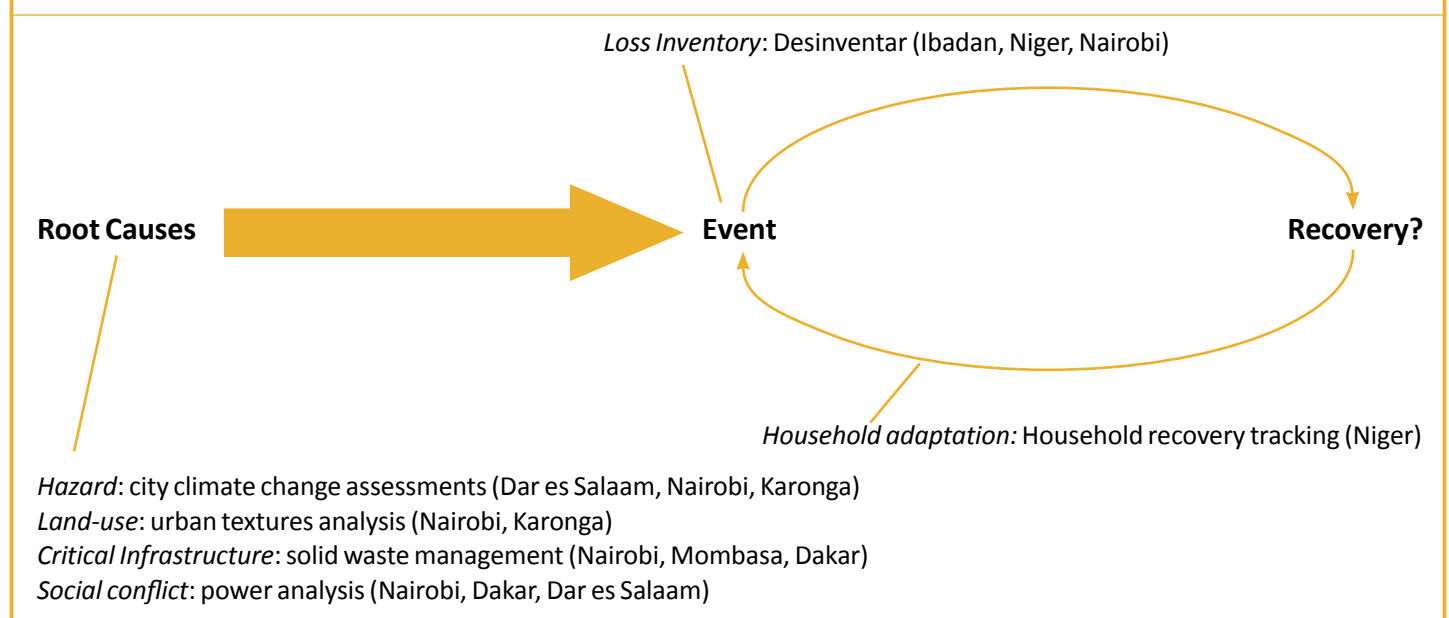 Loss Inventory: Desinventar (Ibadan, Niger, Nairobi)
Root Causes
Event
Recovery?
Household adaptation: Household recovery tracking (Niger)
Hazard: city climate change assessments (Dar es Salaam, Nairobi, Karonga)
Land-use: urban textures analysis (Nairobi, Karonga)
Critical Infrastructure: solid waste management (Nairobi, Mombasa, Dakar)
Social conflict: power analysis (Nairobi, Dakar, Dar es Salaam)